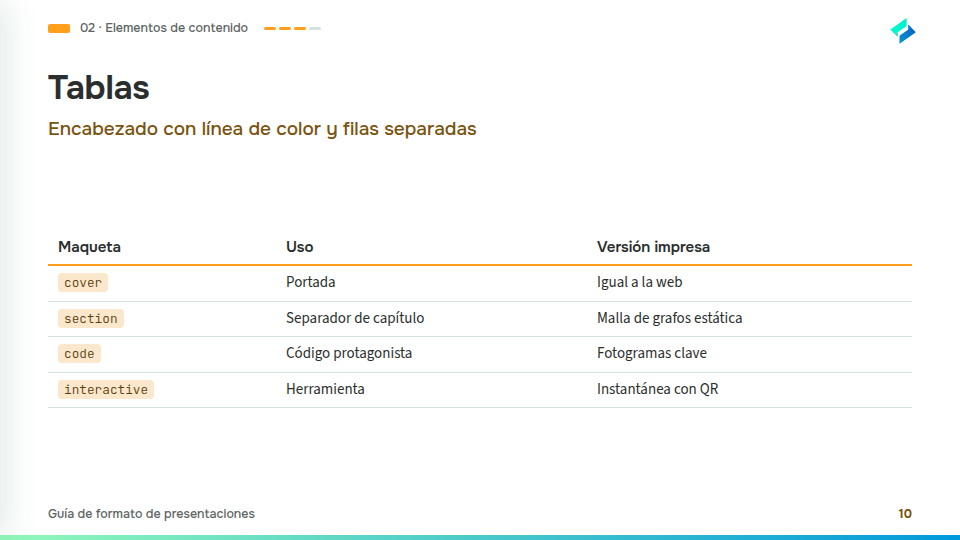 02 · Elementos de contenido
Tablas
Encabezado con línea de color y filas separadas
Maqueta Uso Versión impresa
cover Portada Igual a la web
section Separador de capítulo Malla de grafos estática
code Código protagonista Fotogramas clave
interactive Herramienta Instantánea con QR
Guía de formato de presentaciones 10